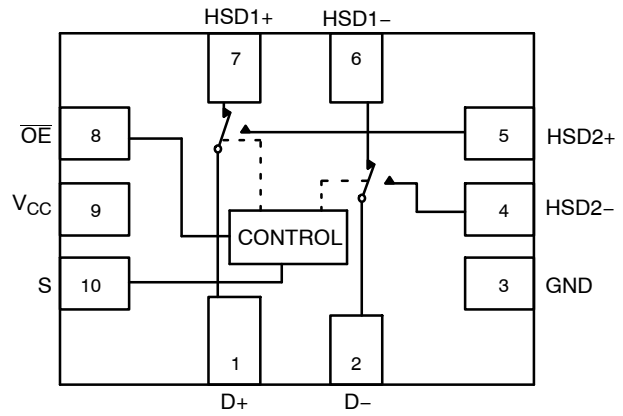 HSD1+ HSD1−
7 6
OE 8 5 HSD2+
VCC 9 4 HSD2−
CONTROL
S 10 3 GND
1 2
D+ D−